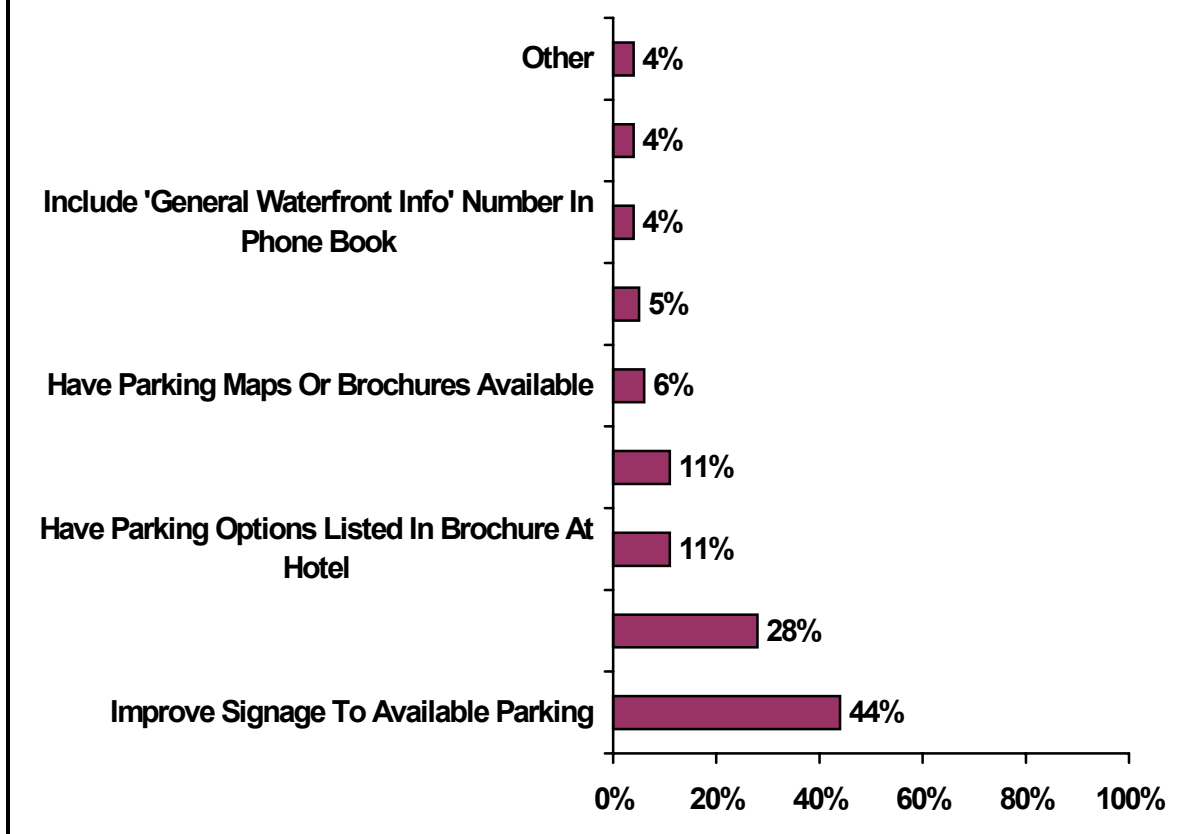 Other 4%
4%
Include 'General Waterfront Info' Number In
Phone Book 4%
5%
Have Parking Maps Or Brochures Available 6%
11%
Have Parking Options Listed In Brochure At
Hotel 11%
28%
Improve Signage To Available Parking 44%
0% 20% 40% 60% 80% 100%